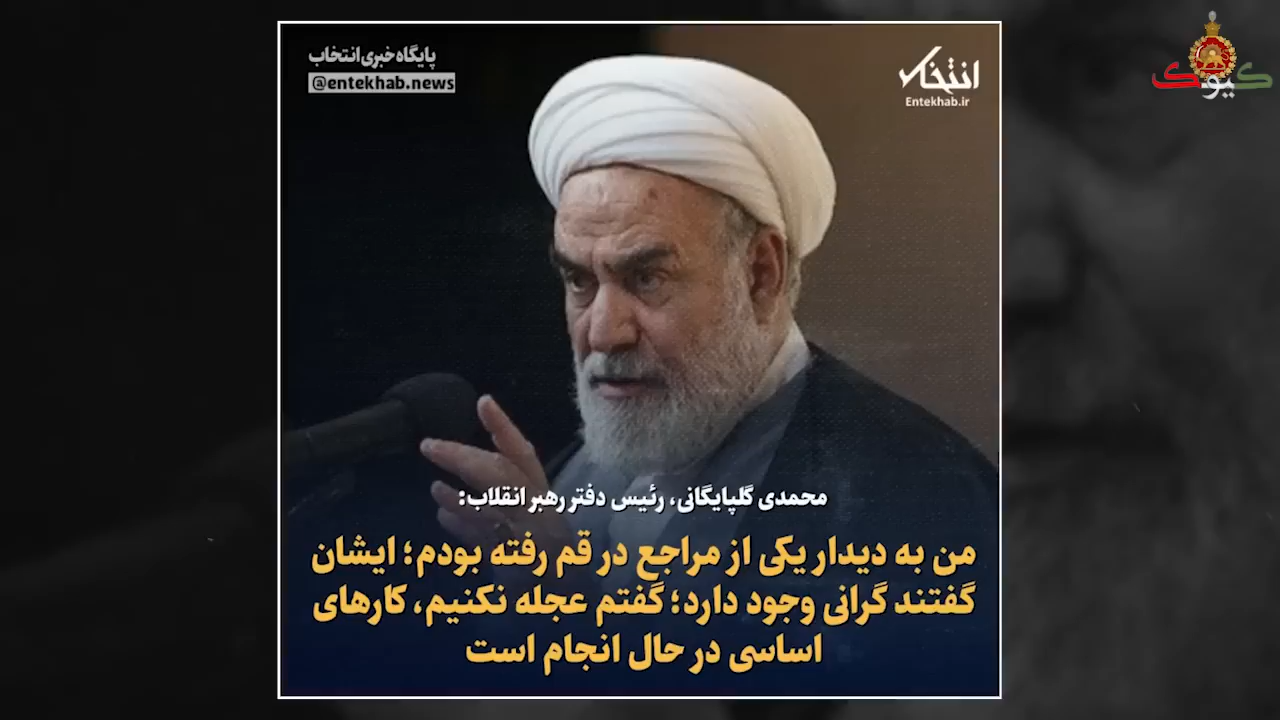 پایگاه خبری انتخاب
@entekhab.news
انتخاب
Entekhab.ir
کیوک
محمدی گلپایگانی، رئیس دفتر رهبر انقلاب:
من به دیدار یکی از مراجع در قم رفته بودم؛ ایشان
گفتند گرانی وجود دارد؛ گفتم عجله نکنیم، کارهای
اساسی در حال انجام است